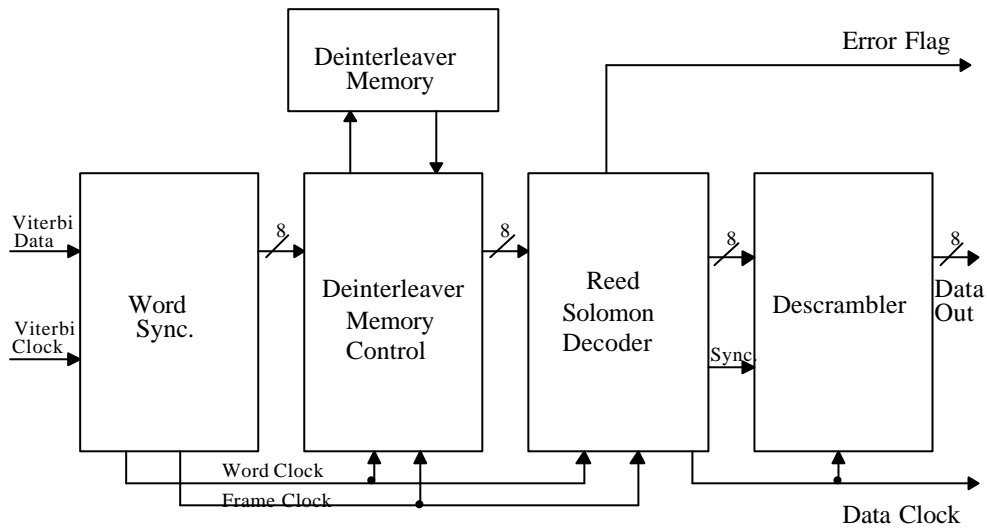 Error Flag
Deinterleaver
Memory
8
8
8
8
Viterbi
Data
Word
Sync.
Deinterleaver
Memory
Control
Reed
Solomon
Decoder
Descrambler
Data
Out
Viterbi
Clock
Sync.
Word Clock
Frame Clock
Data Clock